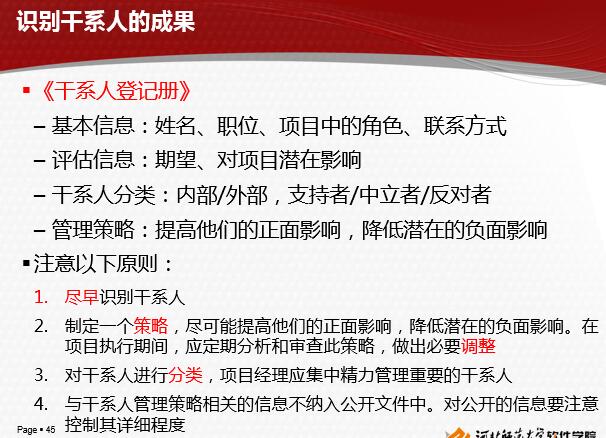 识别干系人的成果
▪《干系人登记册》
– 基本信息：姓名、职位、项目中的角色、联系方式
– 评估信息：期望、对项目潜在影响
– 干系人分类：内部/外部，支持者/中立者/反对者
– 管理策略：提高他们的正面影响，降低潜在的负面影响
▪注意以下原则：
1. 尽早识别干系人
2. 制定一个策略，尽可能提高他们的正面影响，降低潜在的负面影响。在
项目执行期间，应定期分析和审查此策略，做出必要调整
3. 对干系人进行分类，项目经理应集中精力管理重要的干系人
4. 与干系人管理策略相关的信息不纳入公开文件中。对公开的信息要注意
控制其详细程度
Page ▪ 45
河北师范大学软件学院